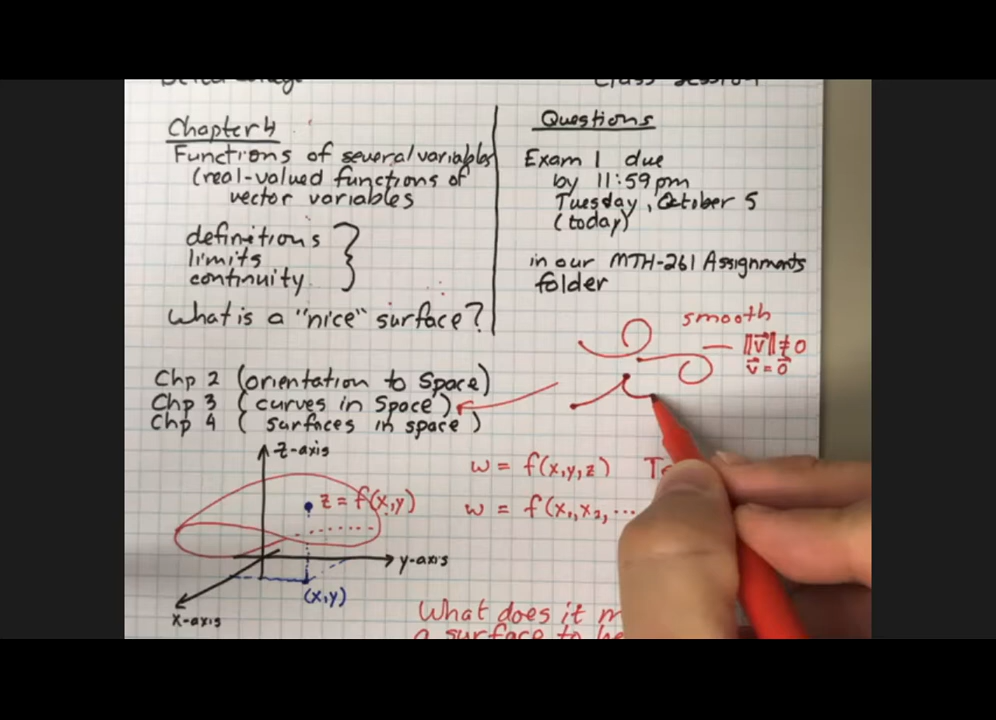 Chapter 4
Functions of several variables
(real-valued functions of
vector variables
definitions
limits
continuity
What is a "nice" surface?
Questions
Exam 1 due
by 11:59pm
Tuesday, October 5
(today)
in our MTH-261 Assignments
folder
smooth
‖v⃗‖ ≠ 0
v⃗ = 0⃗
Chp 2 (orientation to Space)
Chp 3 (curves in Space)
Chp 4 ( surfaces in space )
z-axis
z = f(x,y)
y-axis
(x,y)
x-axis
w = f(x,y,z)
w = f(x₁,x₂,...
What does it
a surface to